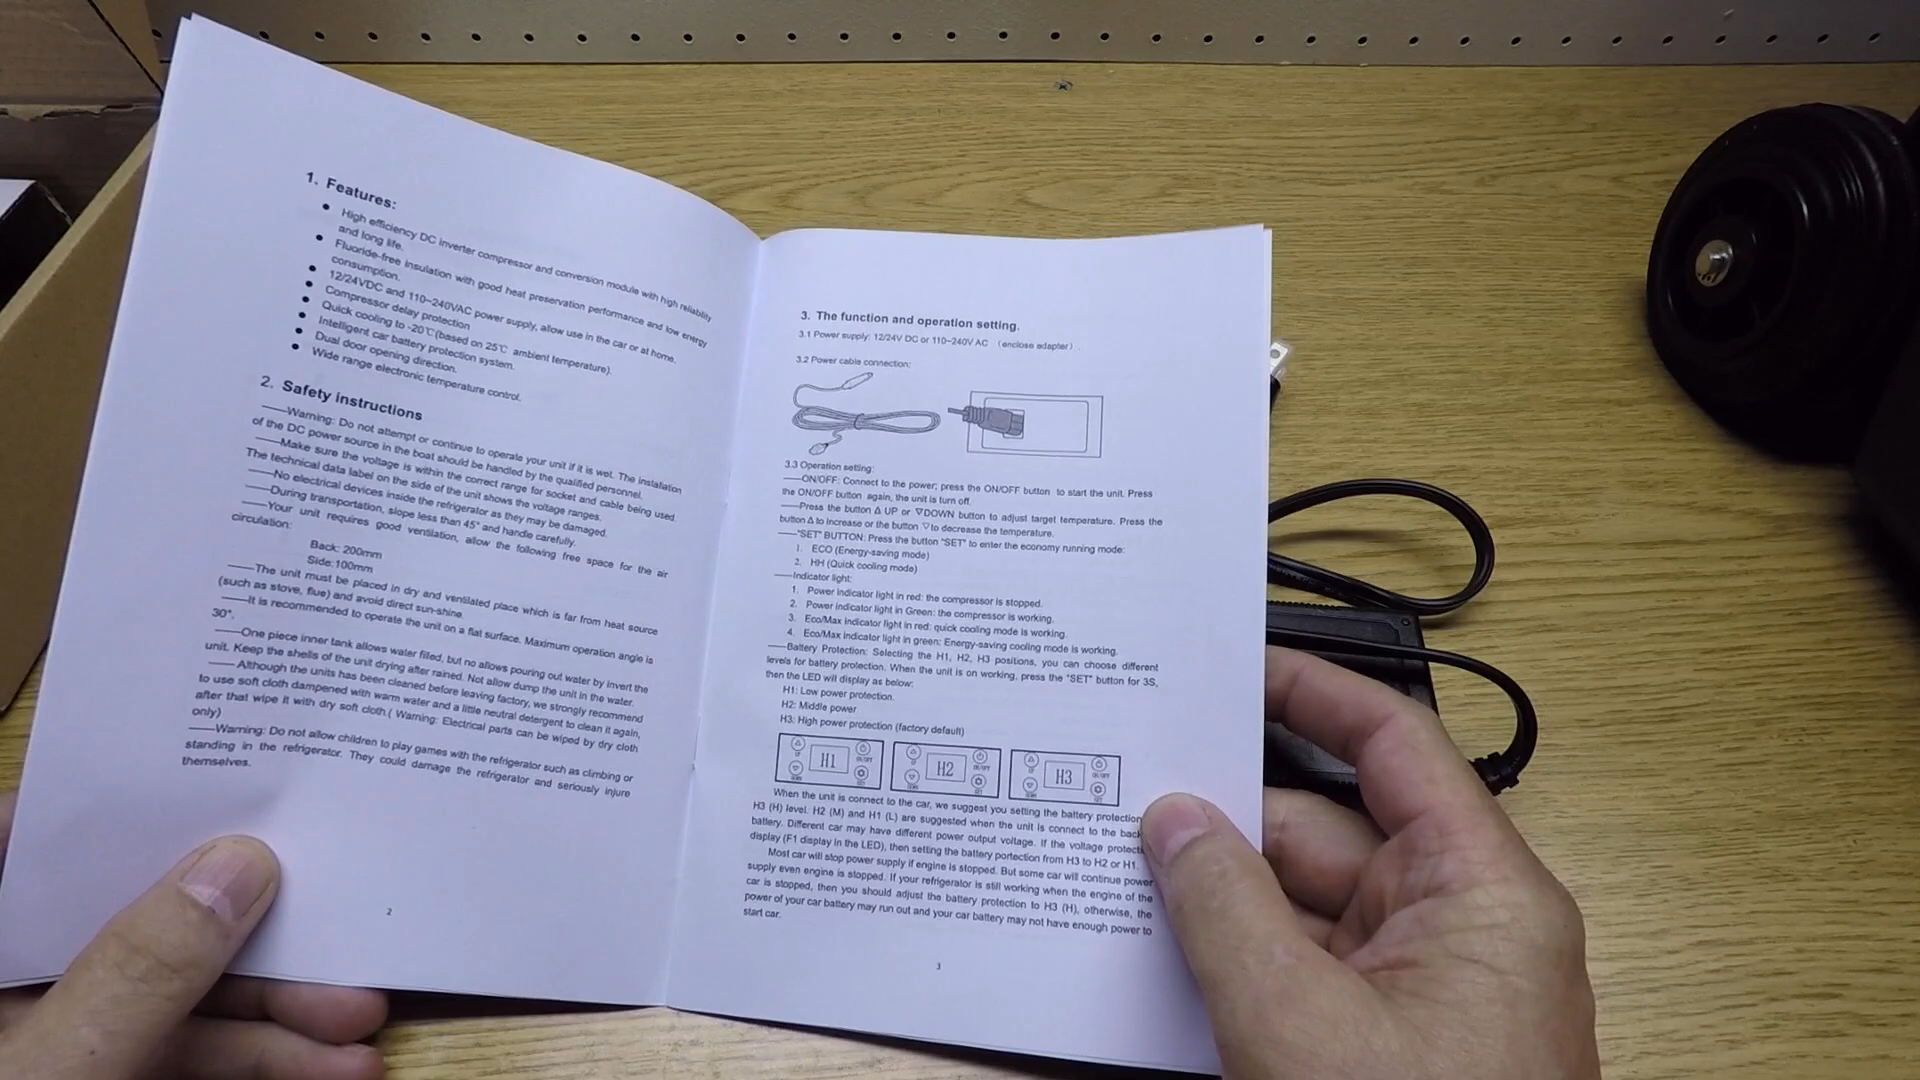 1. Features:
● High efficiency DC inverter compressor and conversion module with high reliability
and long life.
● Fluoride-free insulation with good heat preservation performance and low energy
consumption.
● 12/24VDC and 110~240VAC power supply, allow use in the car or at home.
● Compressor delay protection
● Quick cooling to -20℃(based on 25℃ ambient temperature).
● Intelligent car battery protection system.
● Dual door opening direction.
● Wide range electronic temperature control.
2. Safety instructions
——Warning: Do not attempt or continue to operate your unit if it is wet. The installation
of the DC power source in the boat should be handled by the qualified personnel.
——Make sure the voltage is within the correct range for socket and cable being used.
The technical data label on the side of the unit shows the voltage ranges.
——No electrical devices inside the refrigerator as they may be damaged.
——During transportation, slope less than 45° and handle carefully.
——Your unit requires good ventilation, allow the following free space for the air
circulation:
Back: 200mm
Side:100mm
——The unit must be placed in dry and ventilated place which is far from heat source
(such as stove, flue) and avoid direct sun-shine.
——It is recommended to operate the unit on a flat surface. Maximum operation angle is
30°.
——One piece inner tank allows water filled, but no allows pouring out water by invert the
unit. Keep the shells of the unit drying after rained. Not allow dump the unit in the water.
—— Although the units has been cleaned before leaving factory, we strongly recommend
to use soft cloth dampened with warm water and a little neutral detergent to clean it again,
after that wipe it with dry soft cloth.( Warning: Electrical parts can be wiped by dry cloth
only)
——Warning: Do not allow children to play games with the refrigerator such as climbing or
standing in the refrigerator. They could damage the refrigerator and seriously injure
themselves.
2
3. The function and operation setting.
3.1 Power supply: 12/24V DC or 110~240V AC (enclose adapter) .
3.2 Power cable connection:
3.3 Operation setting:
——ON/OFF: Connect to the power; press the ON/OFF button to start the unit. Press
the ON/OFF button again, the unit is turn off.
——Press the button △ UP or ▽DOWN button to adjust target temperature. Press the
button △ to increase or the button ▽to decrease the temperature.
——"SET" BUTTON: Press the button "SET" to enter the economy running mode:
1. ECO (Energy-saving mode)
2. HH (Quick cooling mode)
——Indicator light:
1. Power indicator light in red: the compressor is stopped.
2. Power indicator light in Green: the compressor is working.
3. Eco/Max indicator light in red: quick cooling mode is working.
4. Eco/Max indicator light in green: Energy-saving cooling mode is working.
——Battery Protection: Selecting the H1, H2, H3 positions, you can choose different
levels for battery protection. When the unit is on working, press the "SET" button for 3S,
then the LED will display as below:
H1: Low power protection.
H2: Middle power
H3: High power protection (factory default)
UP H1 ON/OFF DOWN SET
UP H2 ON/OFF DOWN SET
UP H3 ON/OFF DOWN SET
When the unit is connect to the car, we suggest you setting the battery protection
H3 (H) level. H2 (M) and H1 (L) are suggested when the unit is connect to the back
battery. Different car may have different power output voltage. If the voltage protect
display (F1 display in the LED), then setting the battery portection from H3 to H2 or H1.
Most car will stop power supply if engine is stopped. But some car will continue power
supply even engine is stopped. If your refrigerator is still working when the engine of the
car is stopped, then you should adjust the battery protection to H3 (H), otherwise, the
power of your car battery may run out and your car battery may not have enough power to
start car.
3